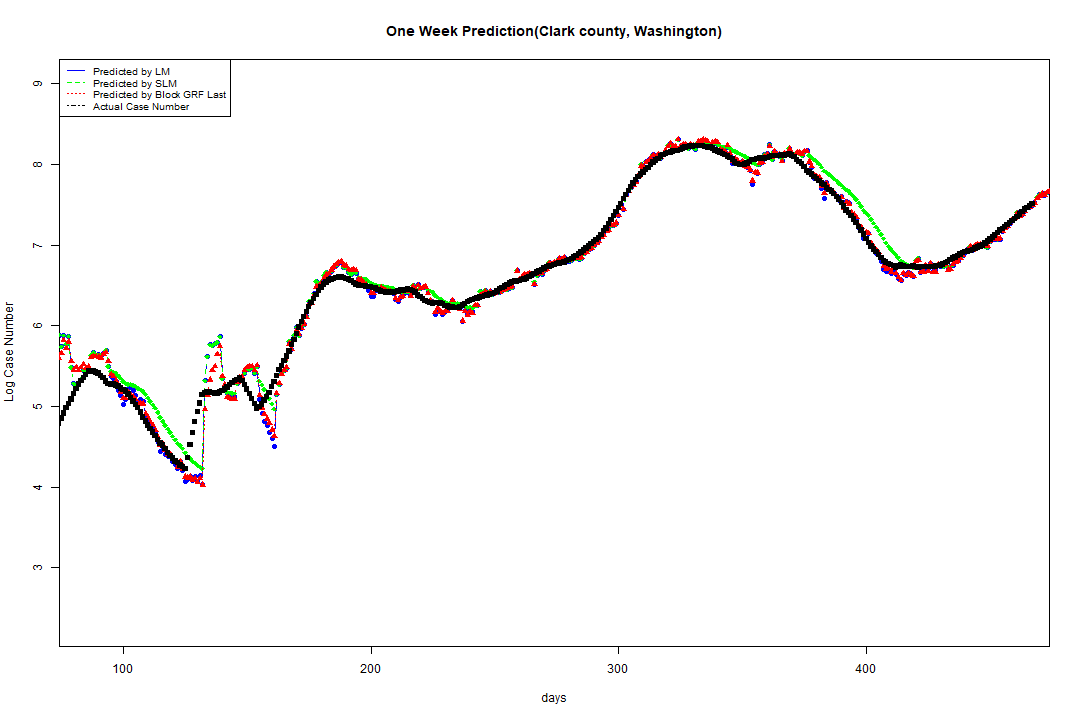 One Week Prediction(Clark county, Washington)
Predicted by LM
Predicted by SLM
Predicted by Block GRF Last
Actual Case Number
9
8
7
6
5
4
3
Log Case Number
100 200 300 400
days